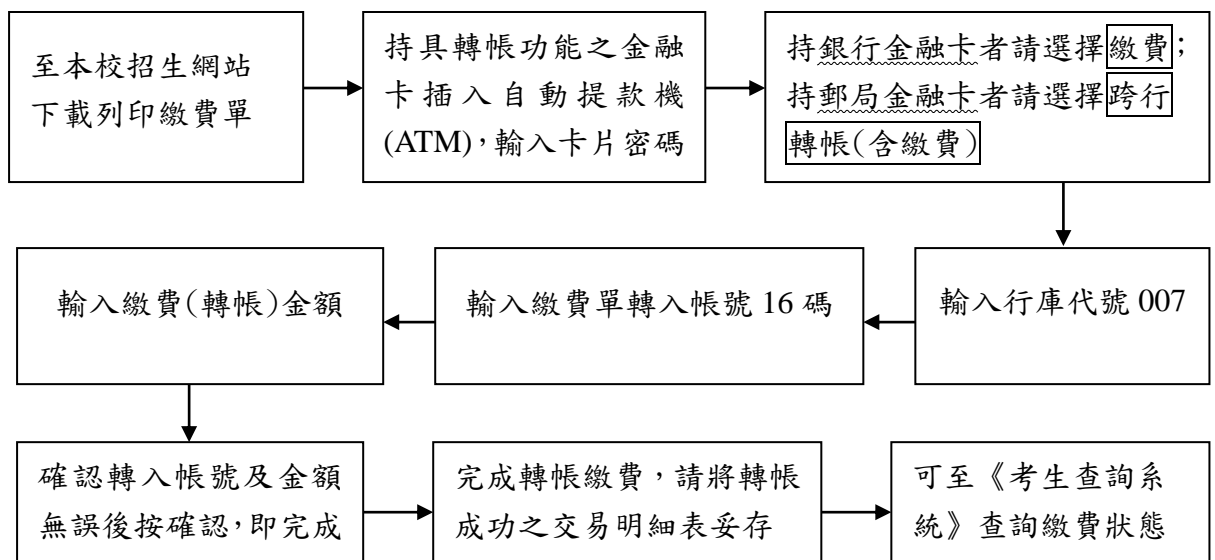 至本校招生網站
下載列印繳費單
持具轉帳功能之金融
卡插入自動提款機
(ATM)，輸入卡片密碼
持銀行金融卡者請選擇繳費；
持郵局金融卡者請選擇跨行
轉帳(含繳費)
輸入行庫代號 007
輸入繳費單轉入帳號 16 碼
輸入繳費(轉帳)金額
確認轉入帳號及金額
無誤後按確認，即完成
完成轉帳繳費，請將轉帳
成功之交易明細表妥存
可至《考生查詢系
統》查詢繳費狀態